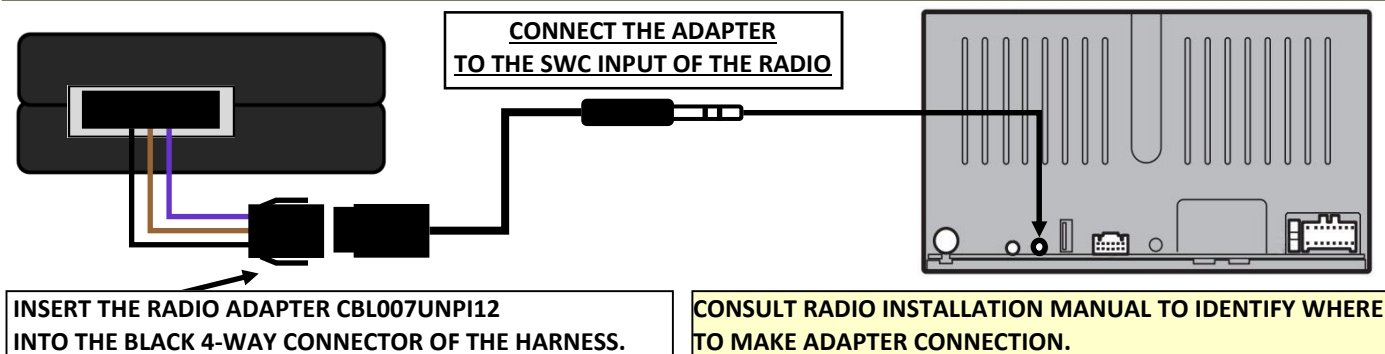 CONNECT THE ADAPTER
TO THE SWC INPUT OF THE RADIO
INSERT THE RADIO ADAPTER CBL007UNPI12
INTO THE BLACK 4-WAY CONNECTOR OF THE HARNESS.
CONSULT RADIO INSTALLATION MANUAL TO IDENTIFY WHERE
TO MAKE ADAPTER CONNECTION.